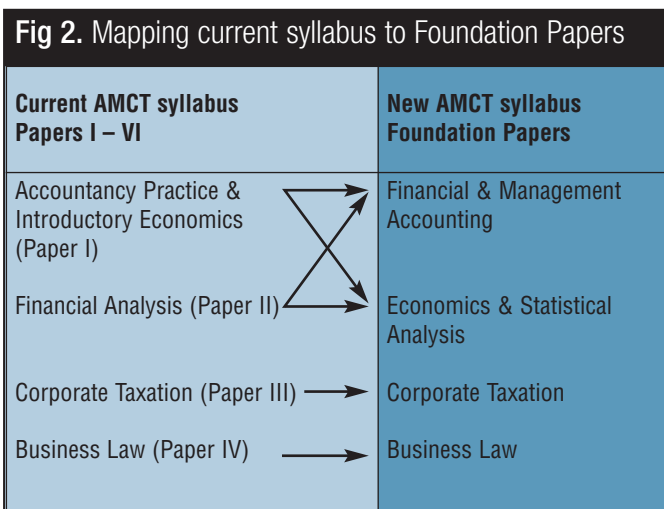 Fig 2. Mapping current syllabus to Foundation Papers
Current AMCT syllabus
Papers I – VI
New AMCT syllabus
Foundation Papers
Accountancy Practice &
Introductory Economics
(Paper I)
Financial & Management
Accounting
Financial Analysis (Paper II)
Economics & Statistical
Analysis
Corporate Taxation (Paper III)
Corporate Taxation
Business Law (Paper IV)
Business Law